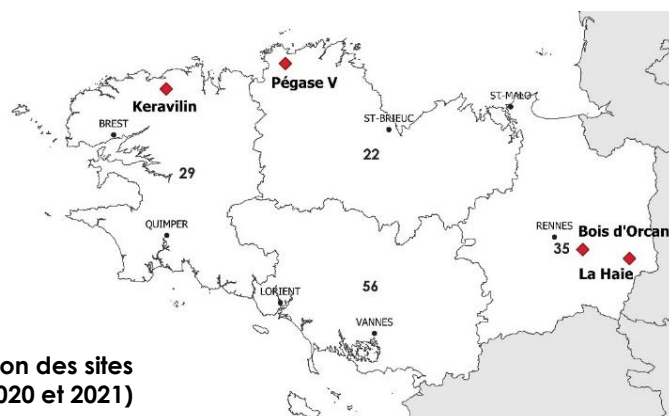 ST-MALO
Pégase V
Keravilin
BREST
ST-BRIEUC
22
29
QUIMPER
RENNES
Bois d'Orcan
35
La Haie
56
LORIENT
VANNES
on des sites
020 et 2021)